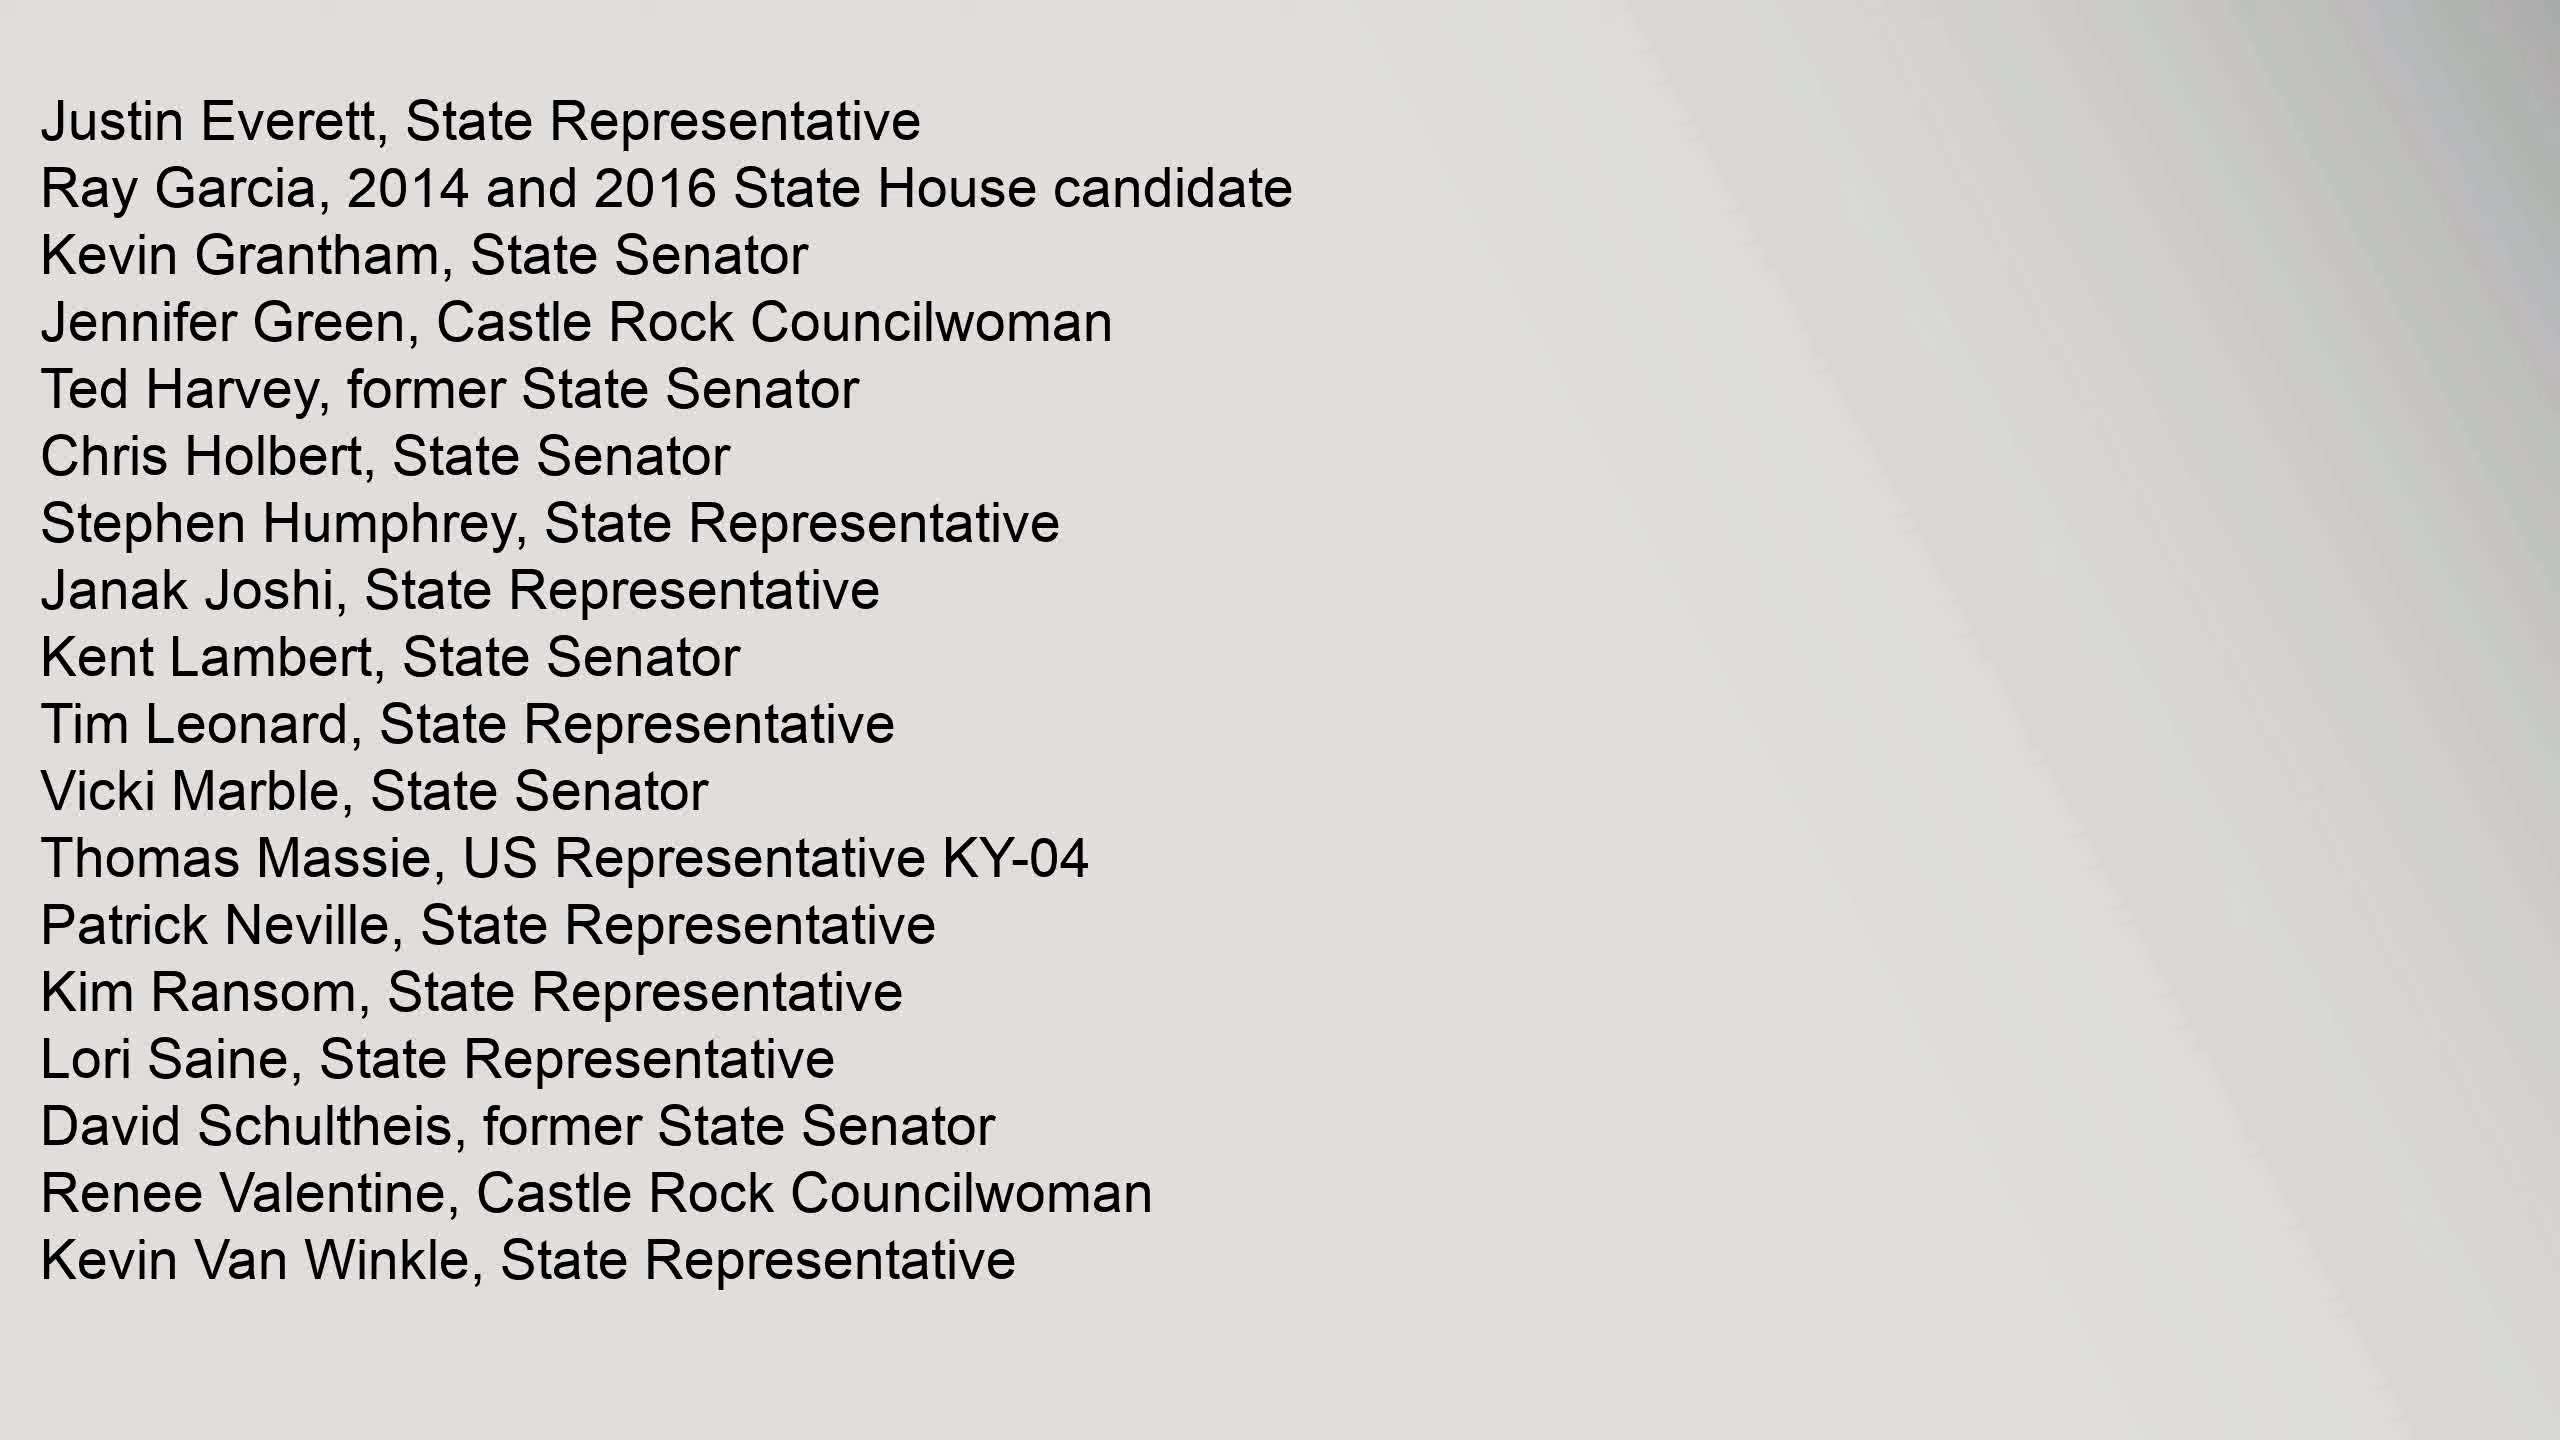 Justin Everett, State Representative
Ray Garcia, 2014 and 2016 State House candidate
Kevin Grantham, State Senator
Jennifer Green, Castle Rock Councilwoman
Ted Harvey, former State Senator
Chris Holbert, State Senator
Stephen Humphrey, State Representative
Janak Joshi, State Representative
Kent Lambert, State Senator
Tim Leonard, State Representative
Vicki Marble, State Senator
Thomas Massie, US Representative KY-04
Patrick Neville, State Representative
Kim Ransom, State Representative
Lori Saine, State Representative
David Schultheis, former State Senator
Renee Valentine, Castle Rock Councilwoman
Kevin Van Winkle, State Representative